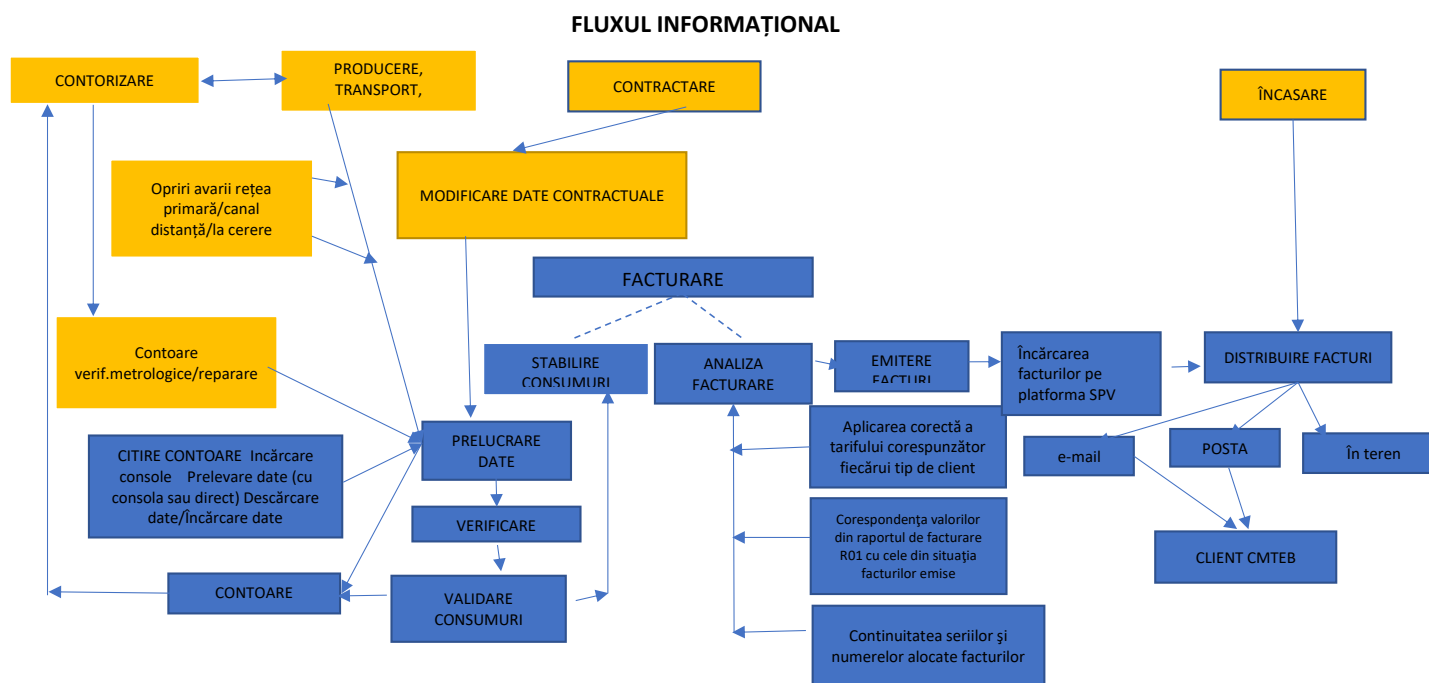 FLUXUL INFORMAȚIONAL
CONTORIZARE
PRODUCERE,
TRANSPORT,
CONTRACTARE
ÎNCASARE
Opriri avarii rețea
primară/canal
distanță/la cerere
MODIFICARE DATE CONTRACTUALE
FACTURARE
Contoare
verif.metrologice/reparare
STABILIRE
CONSUMURI
ANALIZA
FACTURARE
EMITERE
FACTURI
Încărcarea
facturilor pe
platforma SPV
DISTRIBUIRE FACTURI
CITIRE CONTOARE Incărcare
console Prelevare date (cu
consola sau direct) Descărcare
date/Încărcare date
PRELUCRARE
DATE
Aplicarea corectă a
tarifului corespunzător
fiecărui tip de client
e-mail
POSTA
În teren
VERIFICARE
Corespondența valorilor
din raportul de facturare
R01 cu cele din situația
facturilor emise
CLIENT CMTEB
CONTOARE
VALIDARE
CONSUMURI
Continuitatea seriilor și
numerelor alocate facturilor